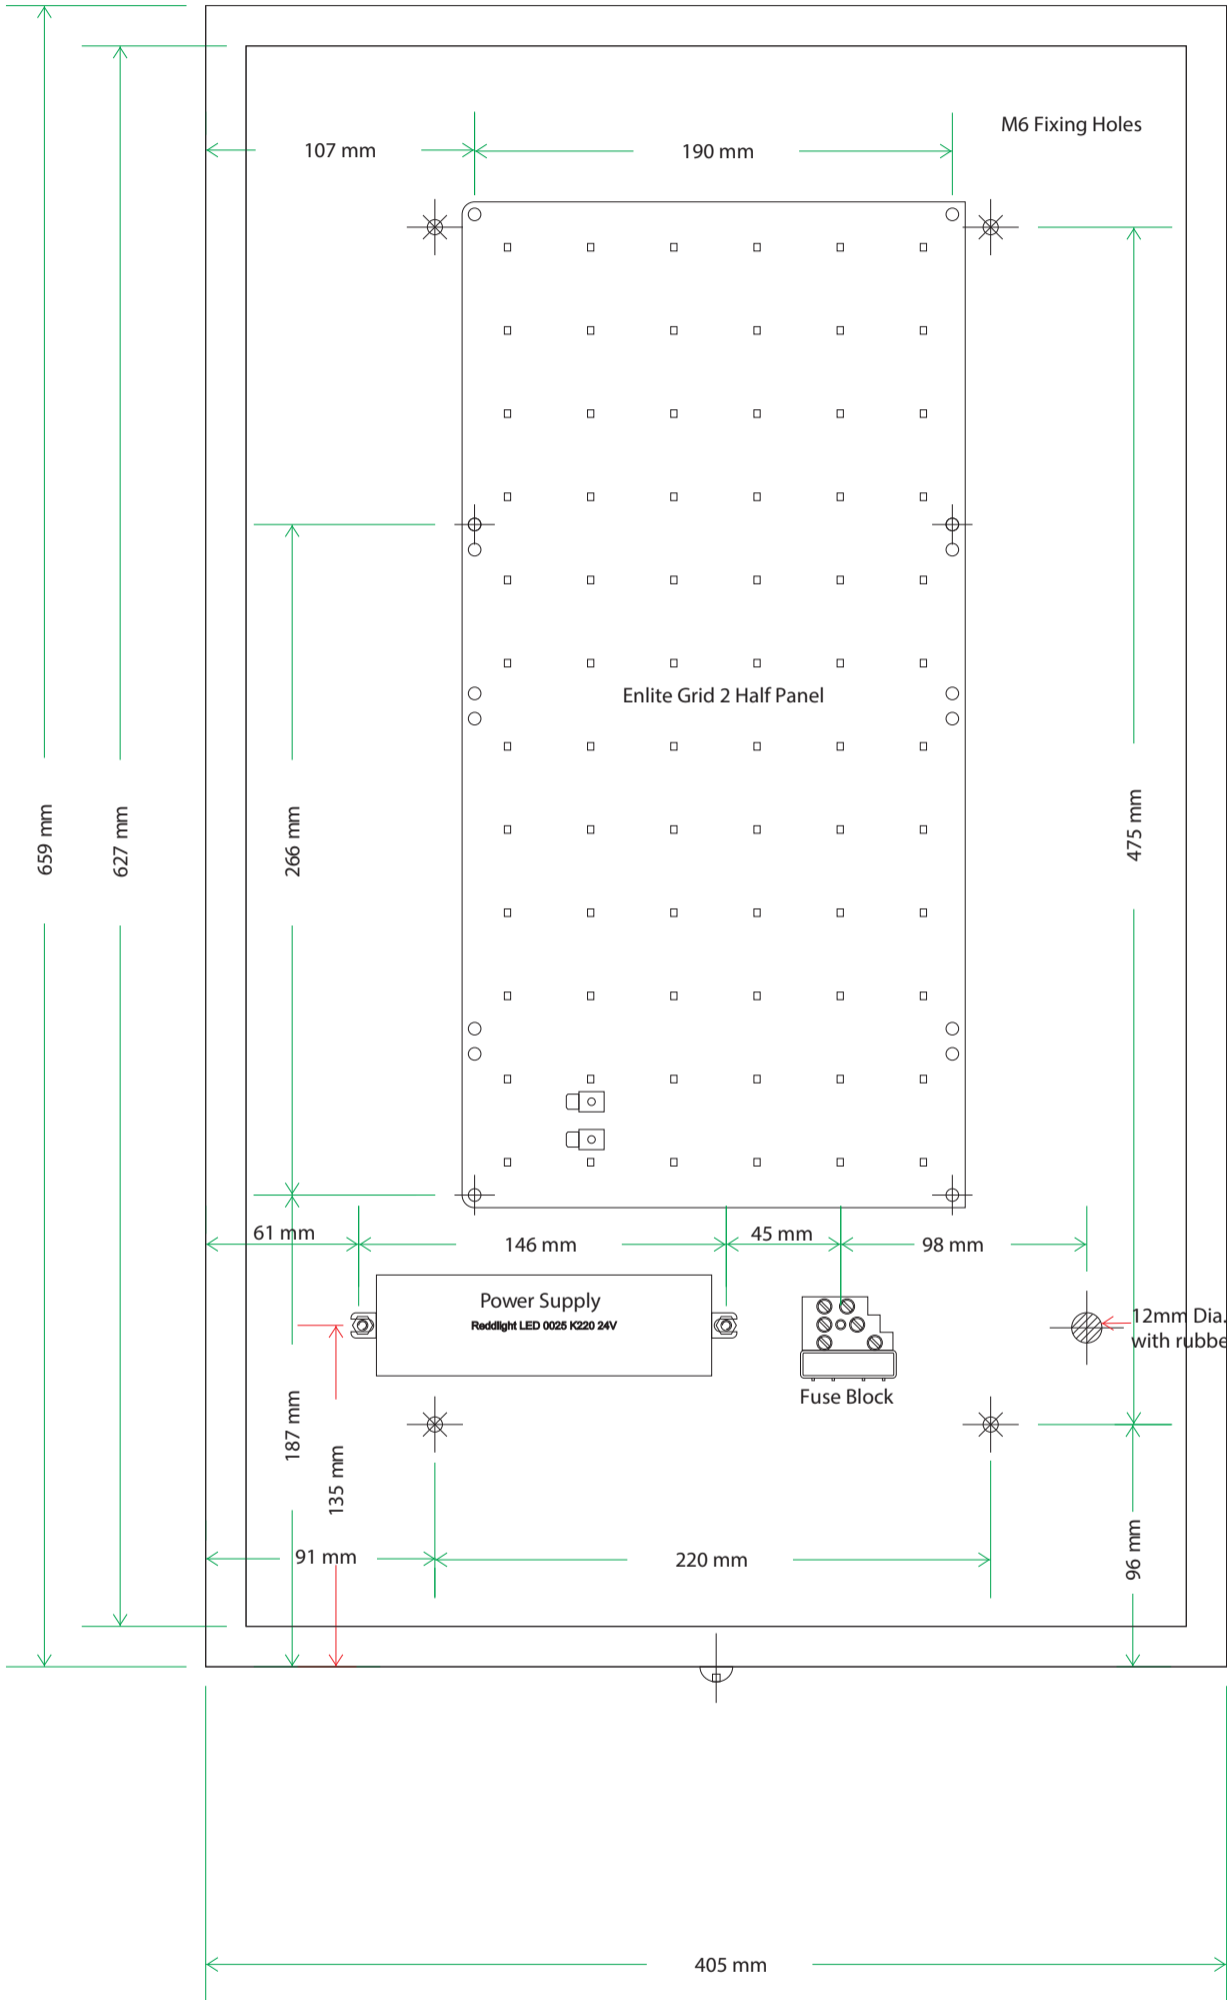 M6 Fixing Holes
107 mm
190 mm
659 mm
627 mm
266 mm
475 mm
Enlite Grid 2 Half Panel
61 mm
146 mm
45 mm
98 mm
Power Supply
Reddlight LED 0025 K220 24V
12mm Dia.
with rubbe
Fuse Block
187 mm
135 mm
91 mm
220 mm
96 mm
405 mm